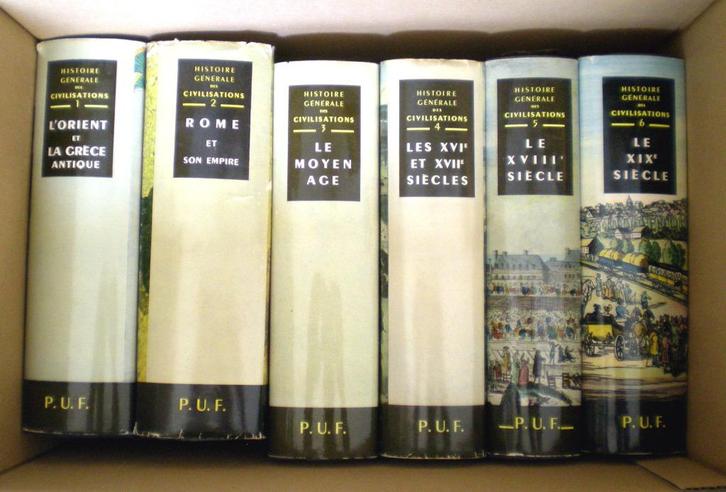 HISTOIRE
GÉNÉRALE
DES
CIVILISATIONS
1
L'ORIENT
ET
LA GRÈCE
ANTIQUE
P.U.F.
HISTOIRE
GÉNÉRALE
DES
CIVILISATIONS
2
ROME
ET
SON EMPIRE
P.U.F.
HISTOIRE
GÉNÉRALE
DES
CIVILISATIONS
3
LE
MOYEN
AGE
P.U.F.
HISTOIRE
GÉNÉRALE
DES
CIVILISATIONS
4
LES XVIe
ET XVIIe
SIÈCLES
P.U.F.
HISTOIRE
GÉNÉRALE
DES
CIVILISATIONS
5
LE
XVIIIe
SIÈCLE
P.U.F.
HISTOIRE
GÉNÉRALE
DES
CIVILISATIONS
6
LE
XIXe
SIÈCLE
P.U.F.